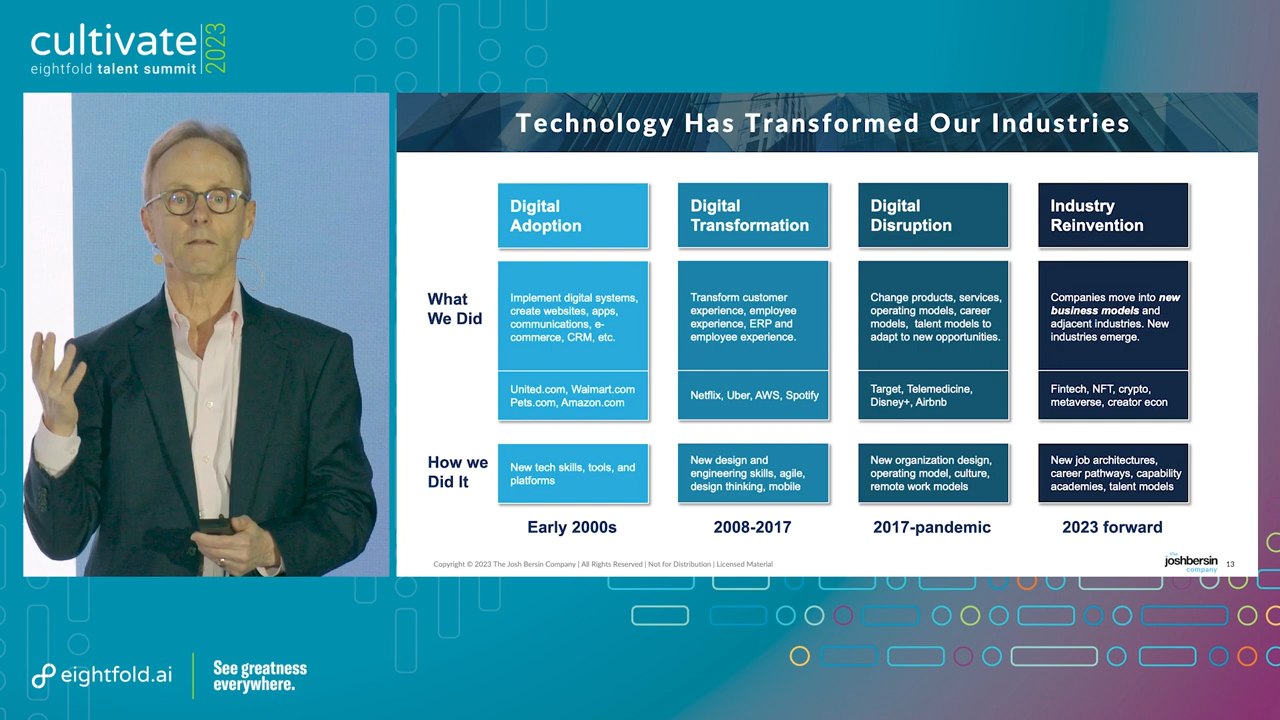 cultivate 2023
eightfold talent summit
Technology Has Transformed Our Industries
Digital
Adoption
Digital
Transformation
Digital
Disruption
Industry
Reinvention
What
We Did
Implement digital systems,
create websites, apps,
communications, e-
commerce, CRM, etc.
Transform customer
experience, employee
experience, ERP and
employee experience.
Change products, services,
operating models, career
models, talent models to
adapt to new opportunities.
Companies move into new
business models and
adjacent industries. New
industries emerge.
United.com, Walmart.com
Pets.com, Amazon.com
Netflix, Uber, AWS, Spotify
Target, Telemedicine,
Disney+, Airbnb
Fintech, NFT, crypto,
metaverse, creator econ
How we
Did It
New tech skills, tools, and
platforms
New design and
engineering skills, agile,
design thinking, mobile
New organization design,
operating model, culture,
remote work models
New job architectures,
career pathways, capability
academies, talent models
Early 2000s
2008-2017
2017-pandemic
2023 forward
Copyright © 2023 The Josh Bersin Company | All Rights Reserved | Not for Distribution | Licensed Material
the
joshbersin
company
13
eightfold.ai
See greatness
everywhere.